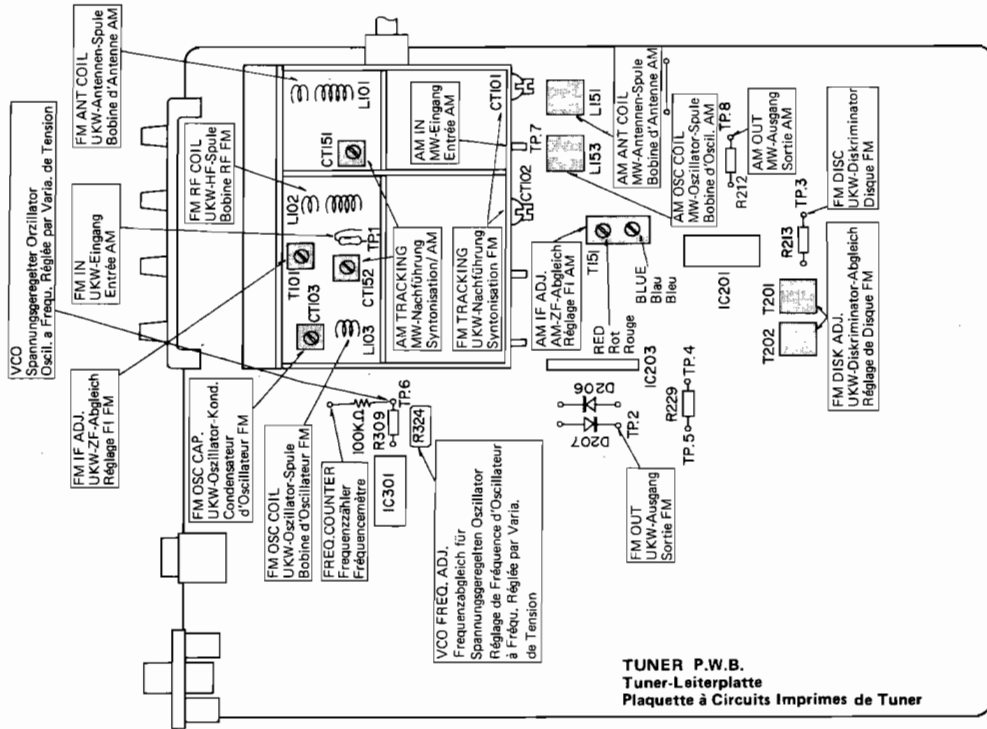 VCO
Spannungsgeregelter Orzillator
Oscil. a Frequ, Réglée par Varia. de Tension
FM IN
UKW-Eingang
Entrée AM
FM RF COIL
UKW-HF-Spule
Bobine RF FM
FM ANT COIL
UKW-Antennen-Spule
Bobine d'Antenne AM
FM IF ADJ.
UKW-ZF-Abgleich
Réglage FI FM
FM OSC CAP.
UKW-Oszillator-Kond.
Condensateur
d'Oscillateur FM
FM OSC COIL
UKW-Oszillator-Spule
Bobine d'Oscillateur FM
FREQ.COUNTER
Frequenzzähler
Fréquencemètre
VCO FREQ. ADJ.
Frequenzabgleich für
Spannungsgeregelten Oszillator
Réglage de Fréquence d'Oscillateur
à Fréqu. Réglée par Varia.
de Tension
L101
L102
CT151
T101
TP.1
CT103
CT152
L103
AM TRACKING
MW-Nachführung
Syntonisation/ AM
AM IN
MW-Eingang
Entrée AM
FM TRACKING
UKW-Nachführung
Syntonisation FM
CT101
CT102
TP.7
100KΩ
TP.6
R309
R324
IC301
L151
L153
AM ANT COIL
MW-Antennen-Spule
Bobine d'Antenne AM
AM OSC COIL
MW-Oszillator-Spule
Bobine d'Oscil. AM
AM IF ADJ.
AM-ZF-Abgleich
Réglage FI AM
T151
RED
Rot
Rouge
BLUE
Blau
Bleu
TP.8
R212
AM OUT
MW-Ausgang
Sortie AM
IC201
IC203
D206
D207
TP.2
TP.4
R229
TP.5
TP.3
R213
FM DISC
UKW-Diskriminator
Disque FM
T201
T202
FM DISK ADJ.
UKW-Diskriminator-Abgleich
Réglage de Disque FM
FM OUT
UKW-Ausgang
Sortie FM
TUNER P.W.B.
Tuner-Leiterplatte
Plaquette à Circuits Imprimes de Tuner